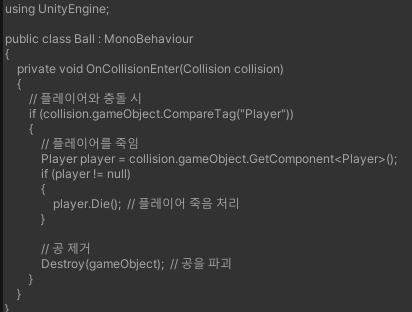 using UnityEngine;

public class Ball : MonoBehaviour
{
    private void OnCollisionEnter(Collision collision)
    {
        // 플레이어와 충돌 시
        if (collision.gameObject.CompareTag("Player"))
        {
            // 플레이어를 죽임
            Player player = collision.gameObject.GetComponent<Player>();
            if (player != null)
            {
                player.Die();  // 플레이어 죽음 처리
            }

            // 공 제거
            Destroy(gameObject);  // 공을 파괴
        }
    }
}